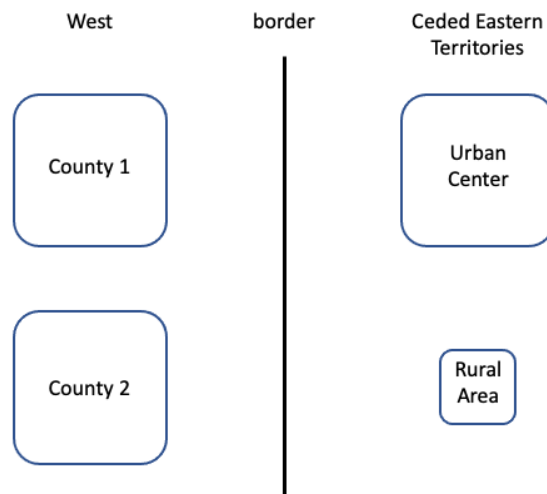 West
border
Ceded Eastern
Territories
County 1
Urban
Center
County 2
Rural
Area